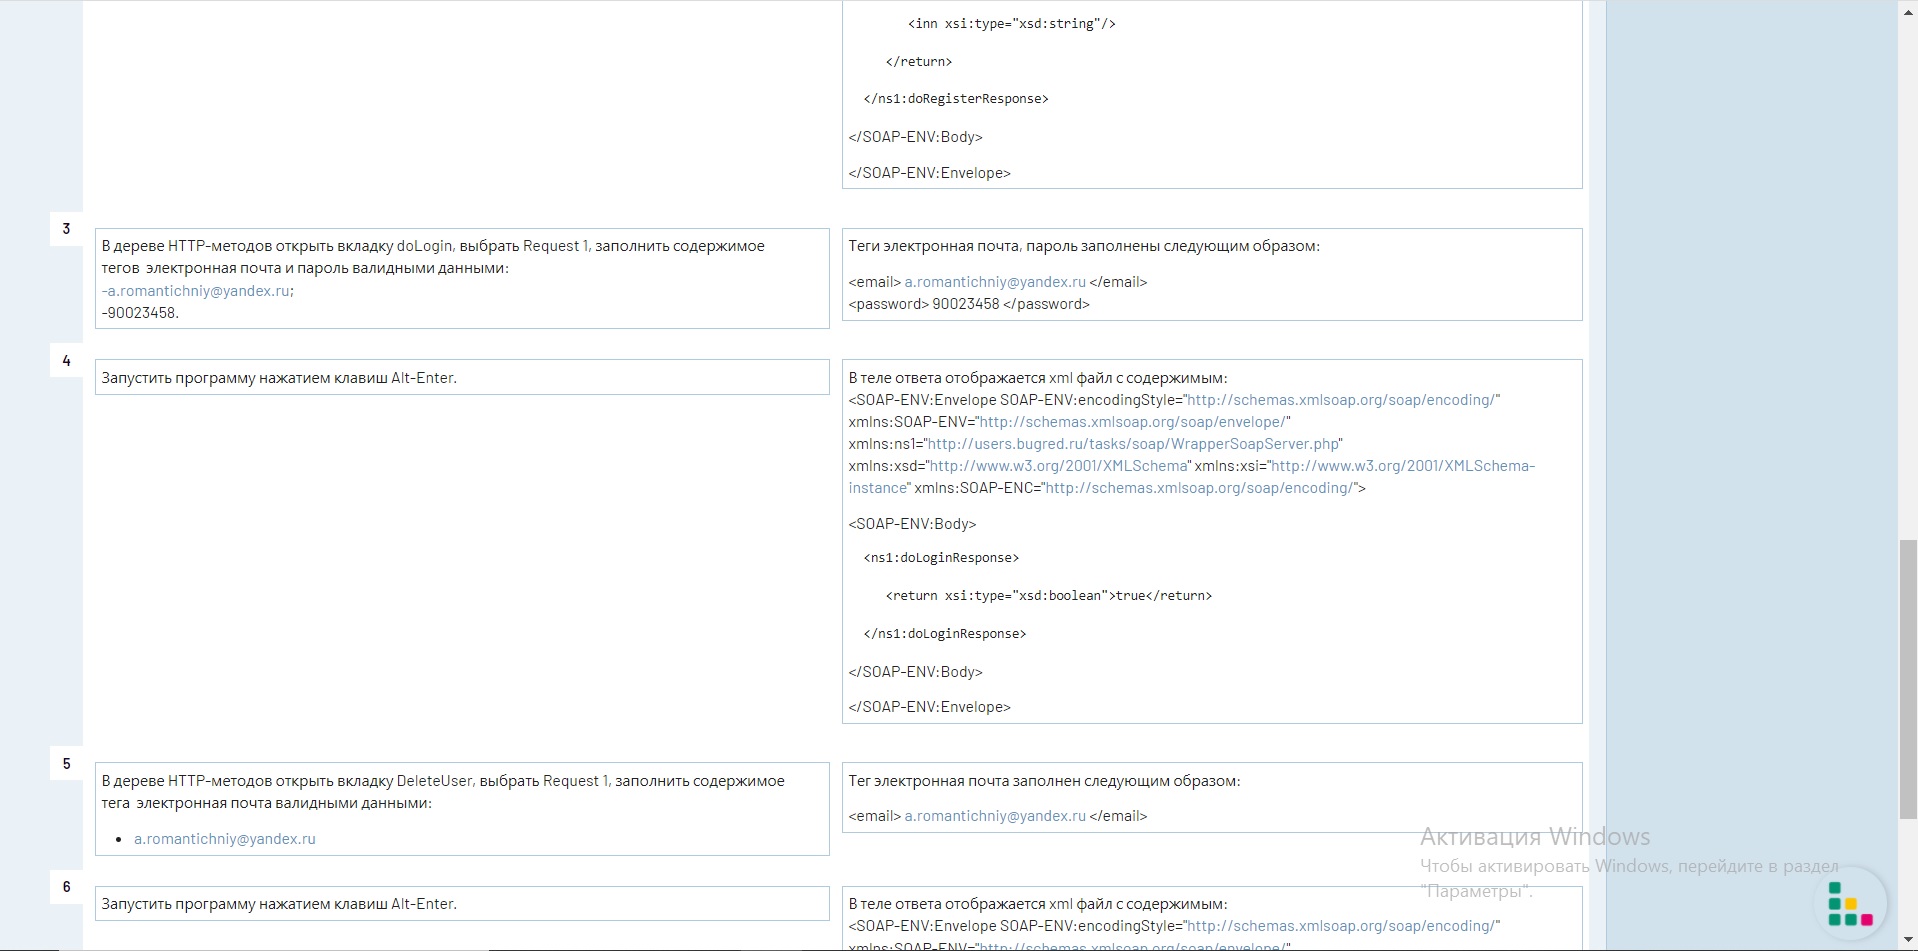 <inn xsi:type="xsd:string"/>
</return>
</ns1:doRegisterResponse>
</SOAP-ENV:Body>
</SOAP-ENV:Envelope>
3
В дереве HTTP-методов открыть вкладку doLogin, выбрать Request 1, заполнить содержимое
тегов  электронная почта и пароль валидными данными:
-a.romantichniy@yandex.ru;
-90023458.
Теги электронная почта, пароль заполнены следующим образом:
<email> a.romantichniy@yandex.ru </email>
<password> 90023458 </password>
4
Запустить программу нажатием клавиш Alt-Enter.
В теле ответа отображается xml файл с содержимым:
<SOAP-ENV:Envelope SOAP-ENV:encodingStyle="http://schemas.xmlsoap.org/soap/encoding/"
xmlns:SOAP-ENV="http://schemas.xmlsoap.org/soap/envelope/"
xmlns:ns1="http://users.bugred.ru/tasks/soap/WrapperSoapServer.php"
xmlns:xsd="http://www.w3.org/2001/XMLSchema" xmlns:xsi="http://www.w3.org/2001/XMLSchema-
instance" xmlns:SOAP-ENC="http://schemas.xmlsoap.org/soap/encoding/">
<SOAP-ENV:Body>
<ns1:doLoginResponse>
<return xsi:type="xsd:boolean">true</return>
</ns1:doLoginResponse>
</SOAP-ENV:Body>
</SOAP-ENV:Envelope>
5
В дереве HTTP-методов открыть вкладку DeleteUser, выбрать Request 1, заполнить содержимое
тега  электронная почта валидными данными:
• a.romantichniy@yandex.ru
Тег электронная почта заполнен следующим образом:
<email> a.romantichniy@yandex.ru </email>
6
Запустить программу нажатием клавиш Alt-Enter.
В теле ответа отображается xml файл с содержимым:
<SOAP-ENV:Envelope SOAP-ENV:encodingStyle="http://schemas.xmlsoap.org/soap/encoding/"
xmlns:SOAP-ENV="http://schemas.xmlsoap.org/soap/envelope/"
Активация Windows
Чтобы активировать Windows, перейдите в раздел
"Параметры".